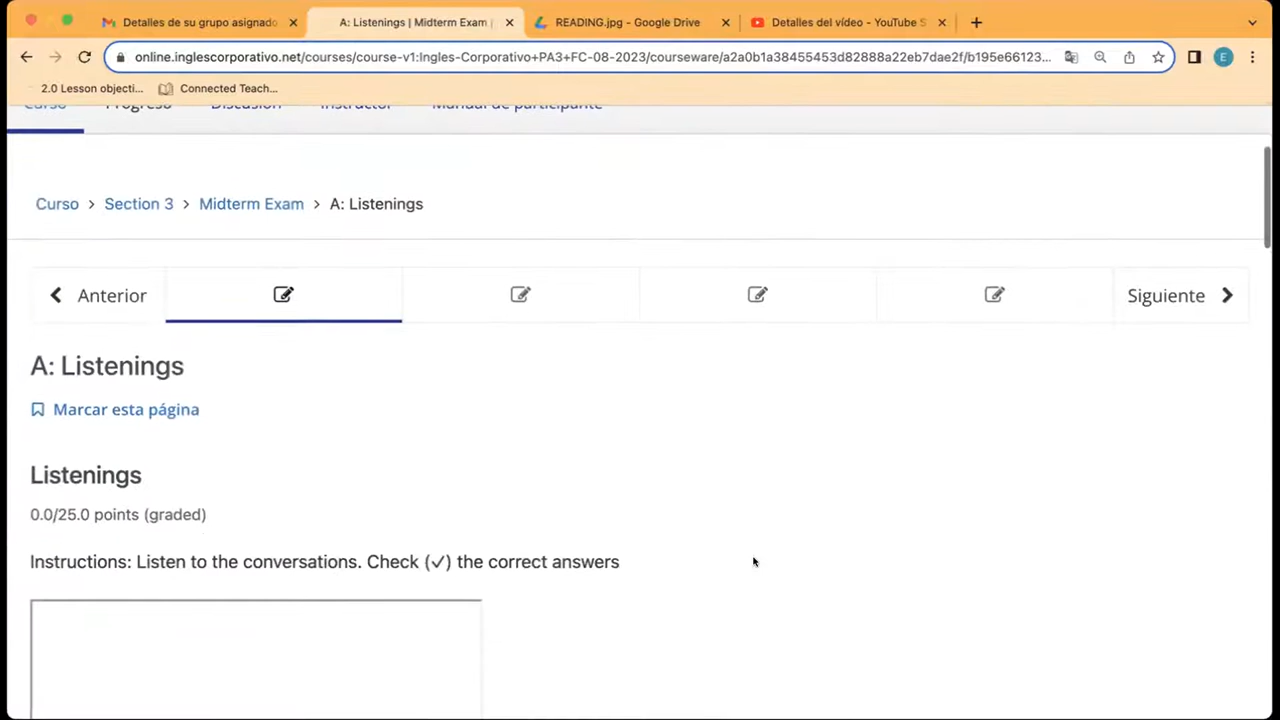 Detalles de su grupo asignado
A: Listenings | Midterm Exam |
READING.jpg - Google Drive
Detalles del vídeo - YouTube S
online.inglescorporativo.net/courses/course-v1:Ingles-Corporativo+PA3+FC-08-2023/courseware/a2a0b1a38455453d82888a22eb7dae2f/b195e66123...
E
2.0 Lesson objecti...
Connected Teach...
Curso
Progreso
Discusión
Instructor
Manual de participante
Curso > Section 3 > Midterm Exam > A: Listenings
Anterior
Siguiente
A: Listenings
Marcar esta página
Listenings
0.0/25.0 points (graded)
Instructions: Listen to the conversations. Check (✓) the correct answers